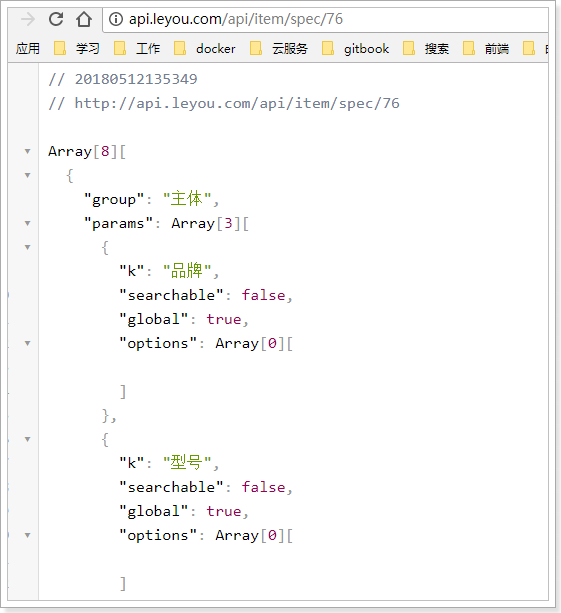 api.leyou.com/api/item/spec/76
应用 学习 工作 docker 云服务 gitbook 搜索 前端
// 20180512135349
// http://api.leyou.com/api/item/spec/76
Array[8][
{
"group": "主体",
"params": Array[3][
{
"k": "品牌",
"searchable": false,
"global": true,
"options": Array[0][
]
},
{
"k": "型号",
"searchable": false,
"global": true,
"options": Array[0][
]